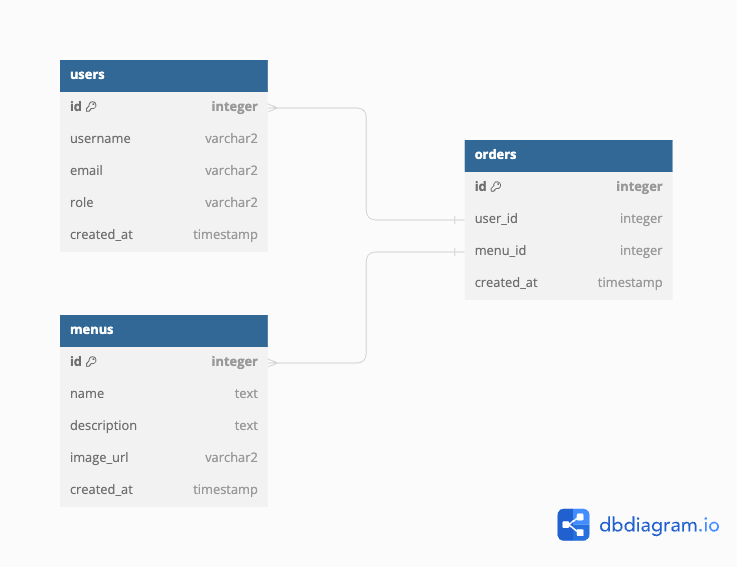 users
id integer
username varchar2
email varchar2
role varchar2
created_at timestamp
orders
id integer
user_id integer
menu_id integer
created_at timestamp
menus
id integer
name text
description text
image_url varchar2
created_at timestamp
dbdiagram.io